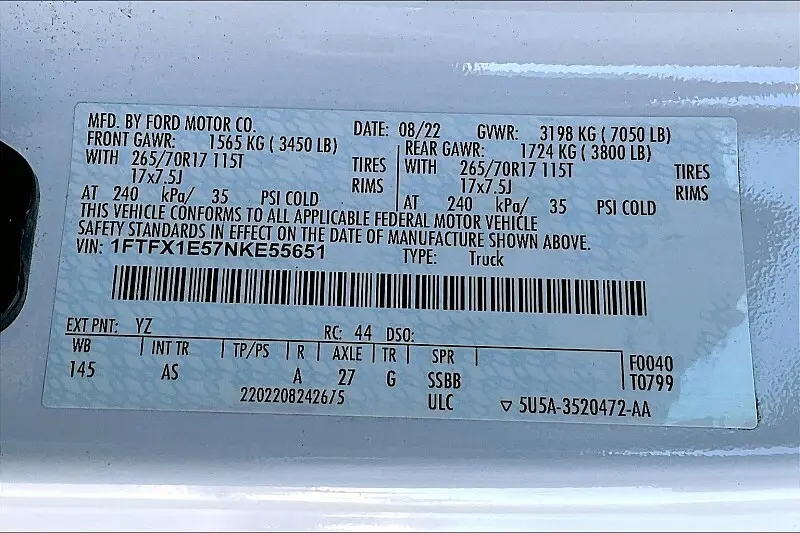 MFD. BY FORD MOTOR CO. DATE: 08/22 GVWR: 3198 KG ( 7050 LB)
FRONT GAWR: 1565 KG ( 3450 LB) REAR GAWR: 1724 KG ( 3800 LB)
WITH 265/70R17 115T TIRES WITH 265/70R17 115T TIRES
17x7.5J RIMS 17x7.5J RIMS
AT 240 kPa/ 35 PSI COLD AT 240 kPa/ 35 PSI COLD
THIS VEHICLE CONFORMS TO ALL APPLICABLE FEDERAL MOTOR VEHICLE
SAFETY STANDARDS IN EFFECT ON THE DATE OF MANUFACTURE SHOWN ABOVE.
VIN: 1FTFX1E57NKE55651 TYPE: Truck
EXT PNT: YZ RC: 44 DSO:
WB INT TR TP/PS R AXLE TR SPR F0040
145 AS A 27 G SSBB T0799
2202208242675 ULC ▽ 5U5A-3520472-AA